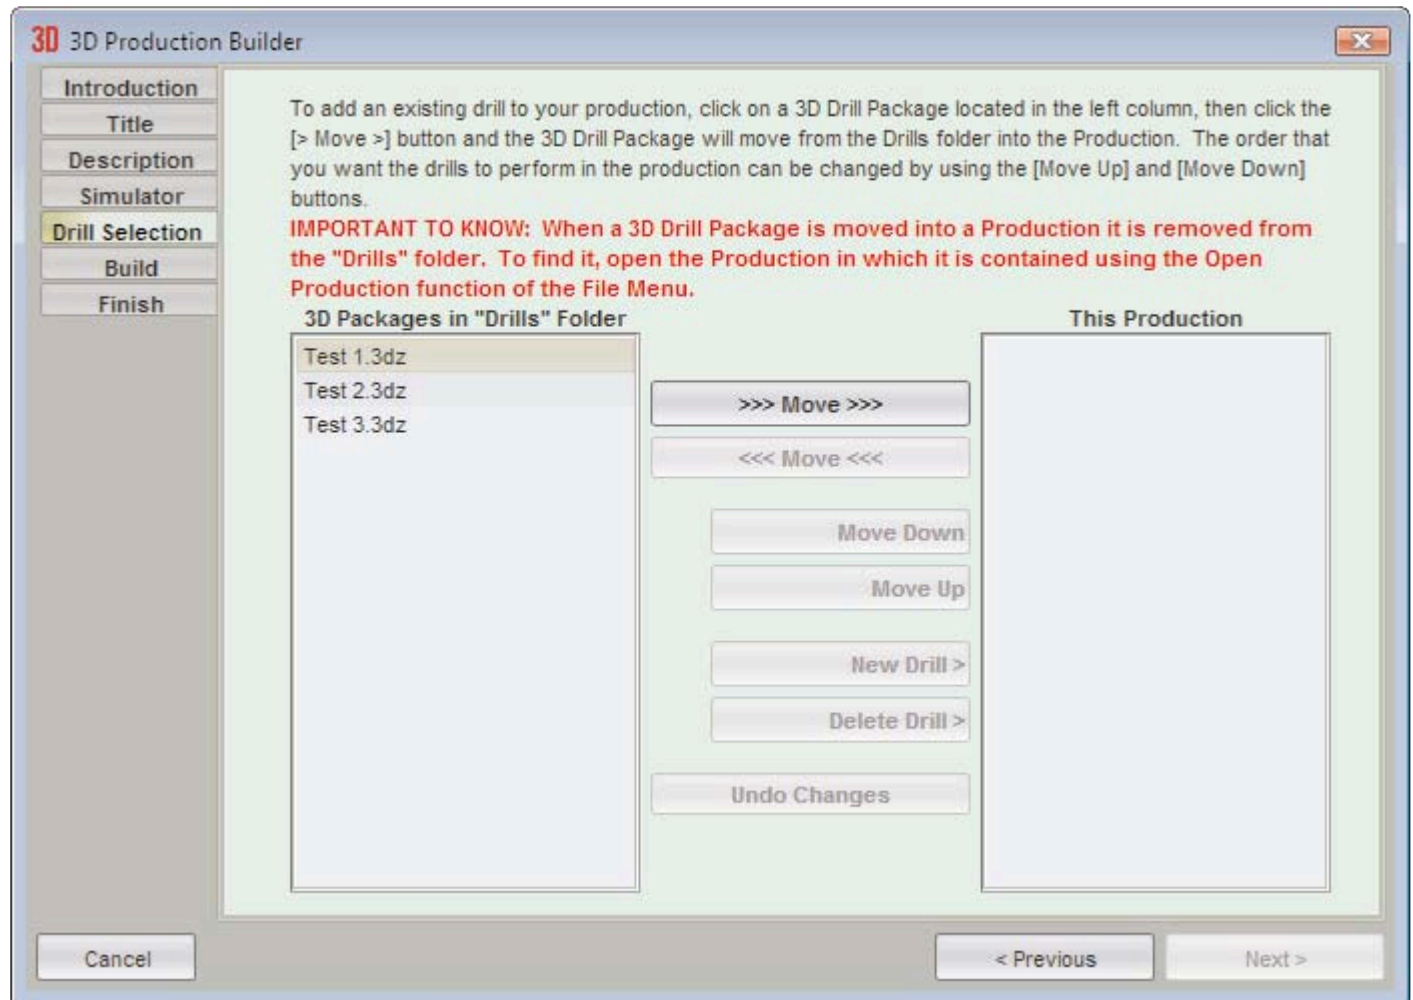 3D 3D Production Builder
Introduction
Title
Description
Simulator
Drill Selection
Build
Finish
To add an existing drill to your production, click on a 3D Drill Package located in the left column, then click the
[> Move >] button and the 3D Drill Package will move from the Drills folder into the Production. The order that
you want the drills to perform in the production can be changed by using the [Move Up] and [Move Down]
buttons.
IMPORTANT TO KNOW: When a 3D Drill Package is moved into a Production it is removed from
the "Drills" folder. To find it, open the Production in which it is contained using the Open
Production function of the File Menu.
3D Packages in "Drills" Folder
Test 1.3dz
Test 2.3dz
Test 3.3dz
>>> Move >>>
<<< Move <<<
Move Down
Move Up
New Drill >
Delete Drill >
Undo Changes
This Production
Cancel
< Previous
Next >